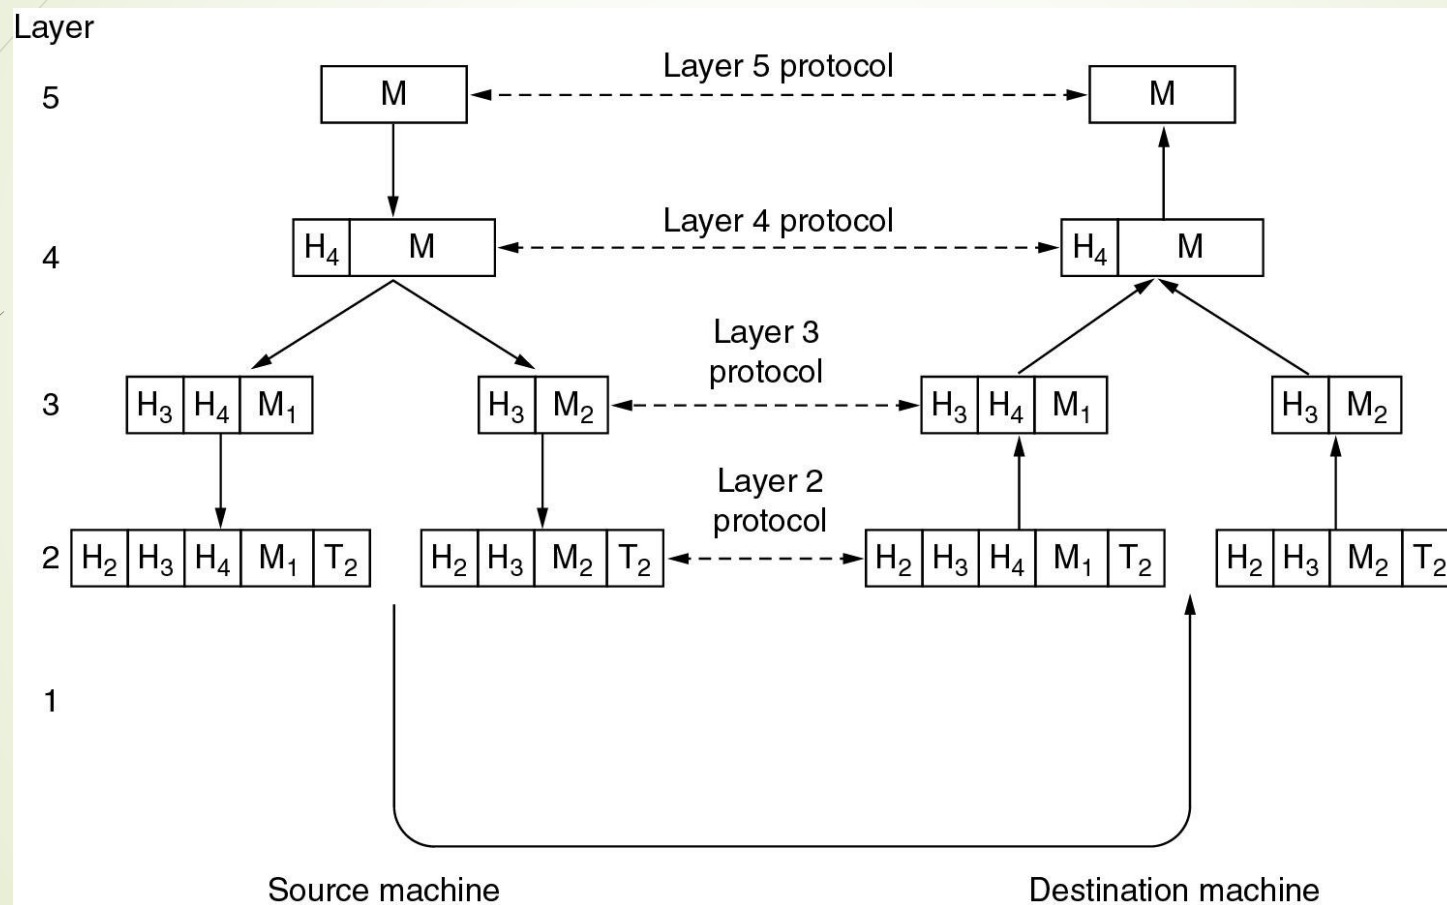 Layer
Layer 5 protocol
5 M M
Layer 4 protocol
4 H₄ M H₄ M
Layer 3
protocol
3 H₃ H₄ M₁ H₃ M₂ H₃ H₄ M₁ H₃ M₂
Layer 2
protocol
2 H₂ H₃ H₄ M₁ T₂ H₂ H₃ M₂ T₂ H₂ H₃ H₄ M₁ T₂ H₂ H₃ M₂ T₂
1
Source machine Destination machine